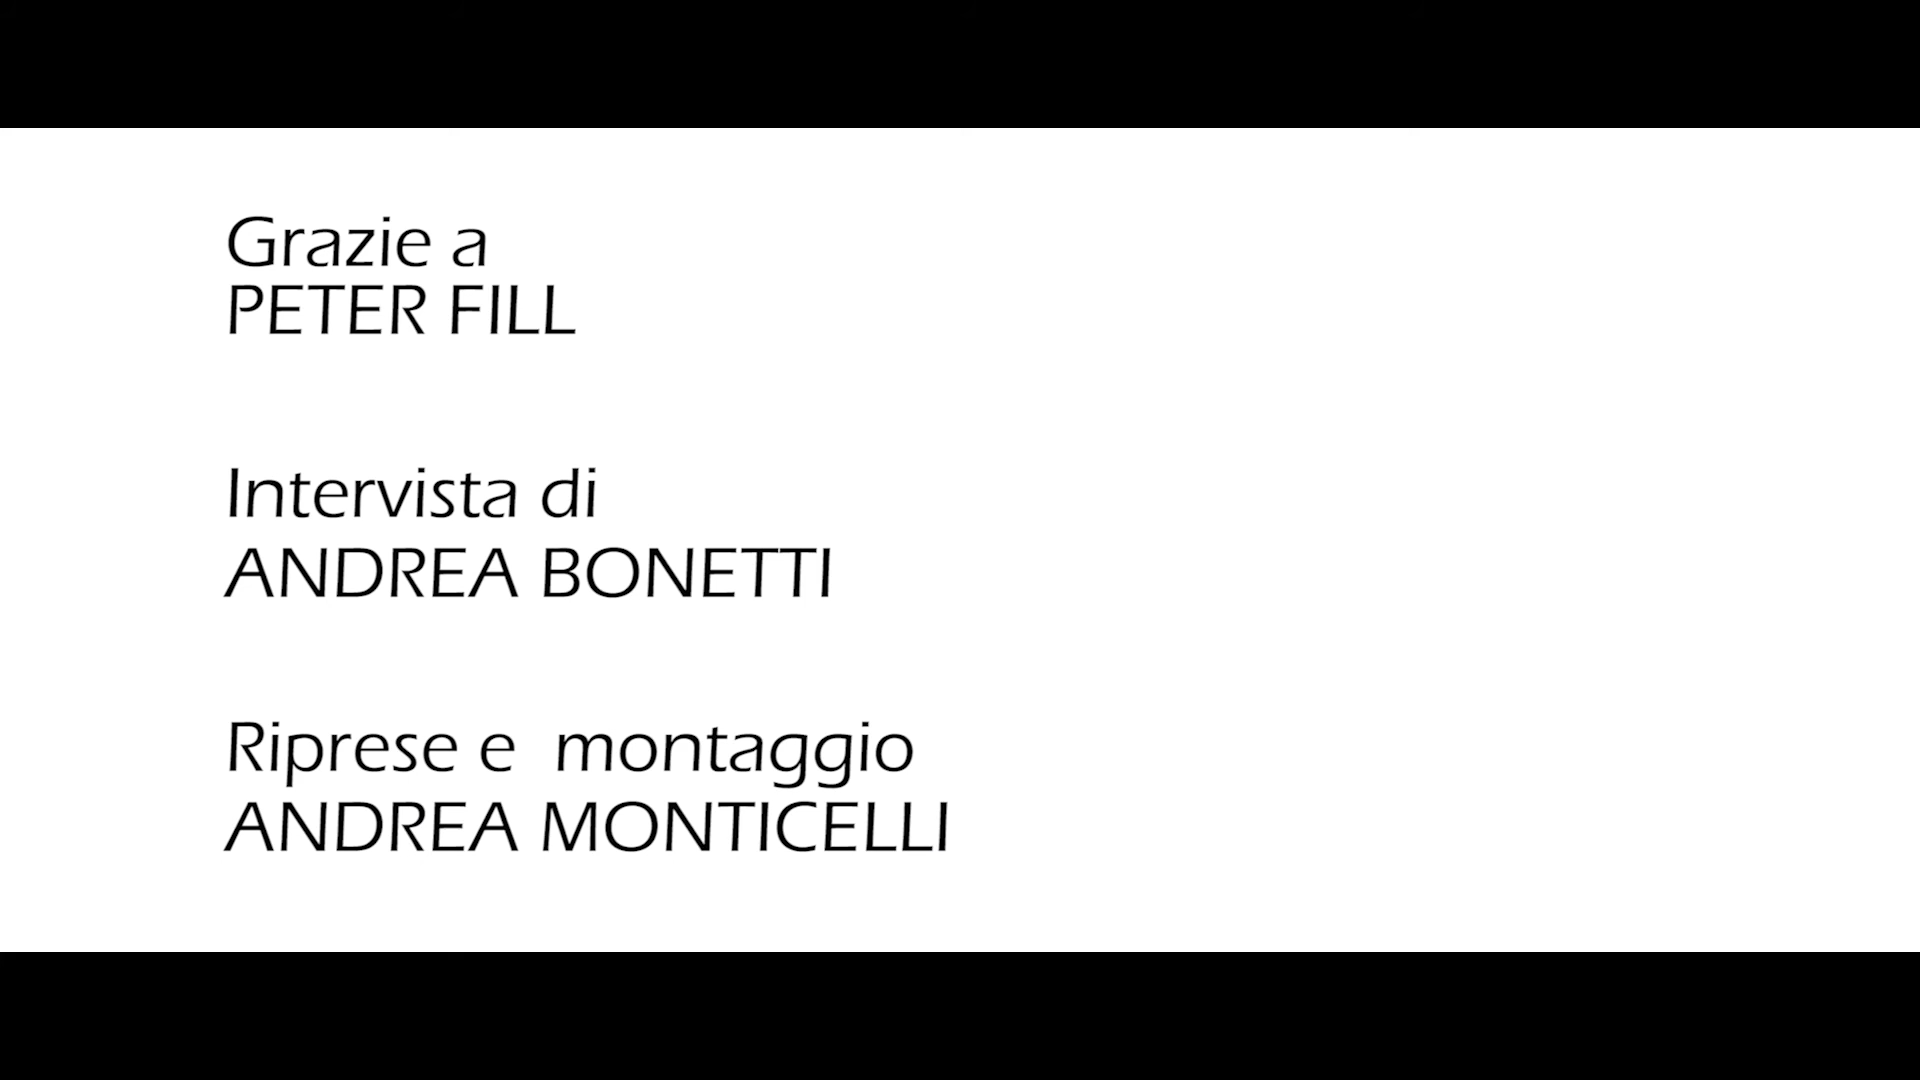 Grazie a
PETER FILL
Intervista di
ANDREA BONETTI
Riprese e  montaggio
ANDREA MONTICELLI